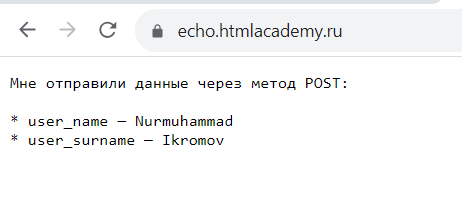 echo.htmlacademy.ru
Мне отправили данные через метод POST:
* user_name — Nurmuhammad
* user_surname — Ikromov